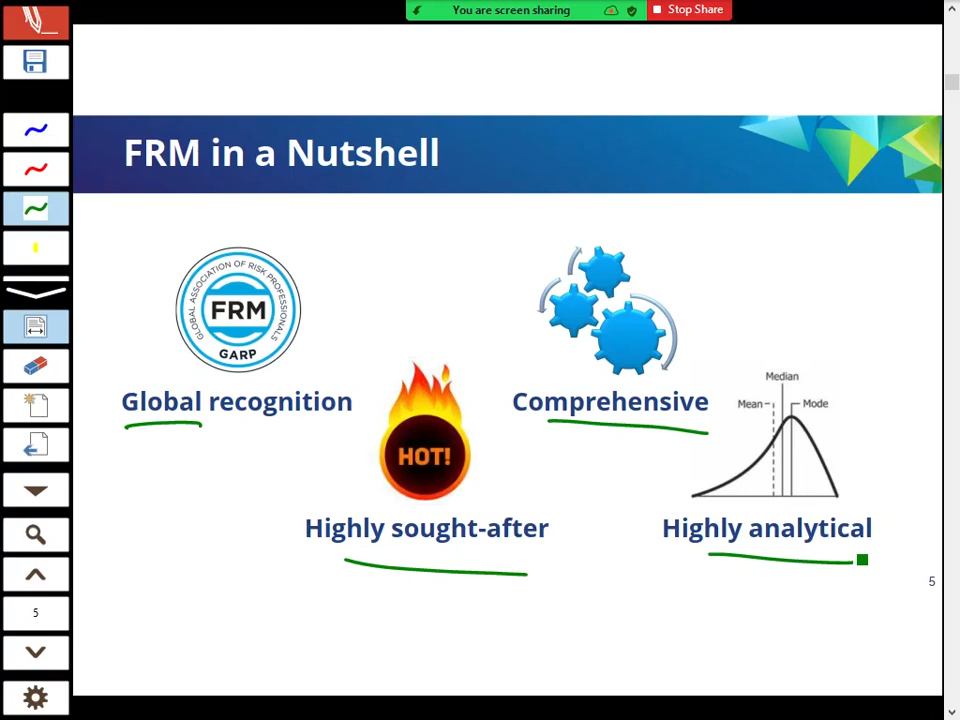 You are screen sharing
Stop Share
FRM in a Nutshell
GLOBAL ASSOCIATION OF RISK PROFESSIONALS
FRM
GARP
Global recognition
HOT!
Highly sought-after
Comprehensive
Median
Mean
Mode
Highly analytical
5
5